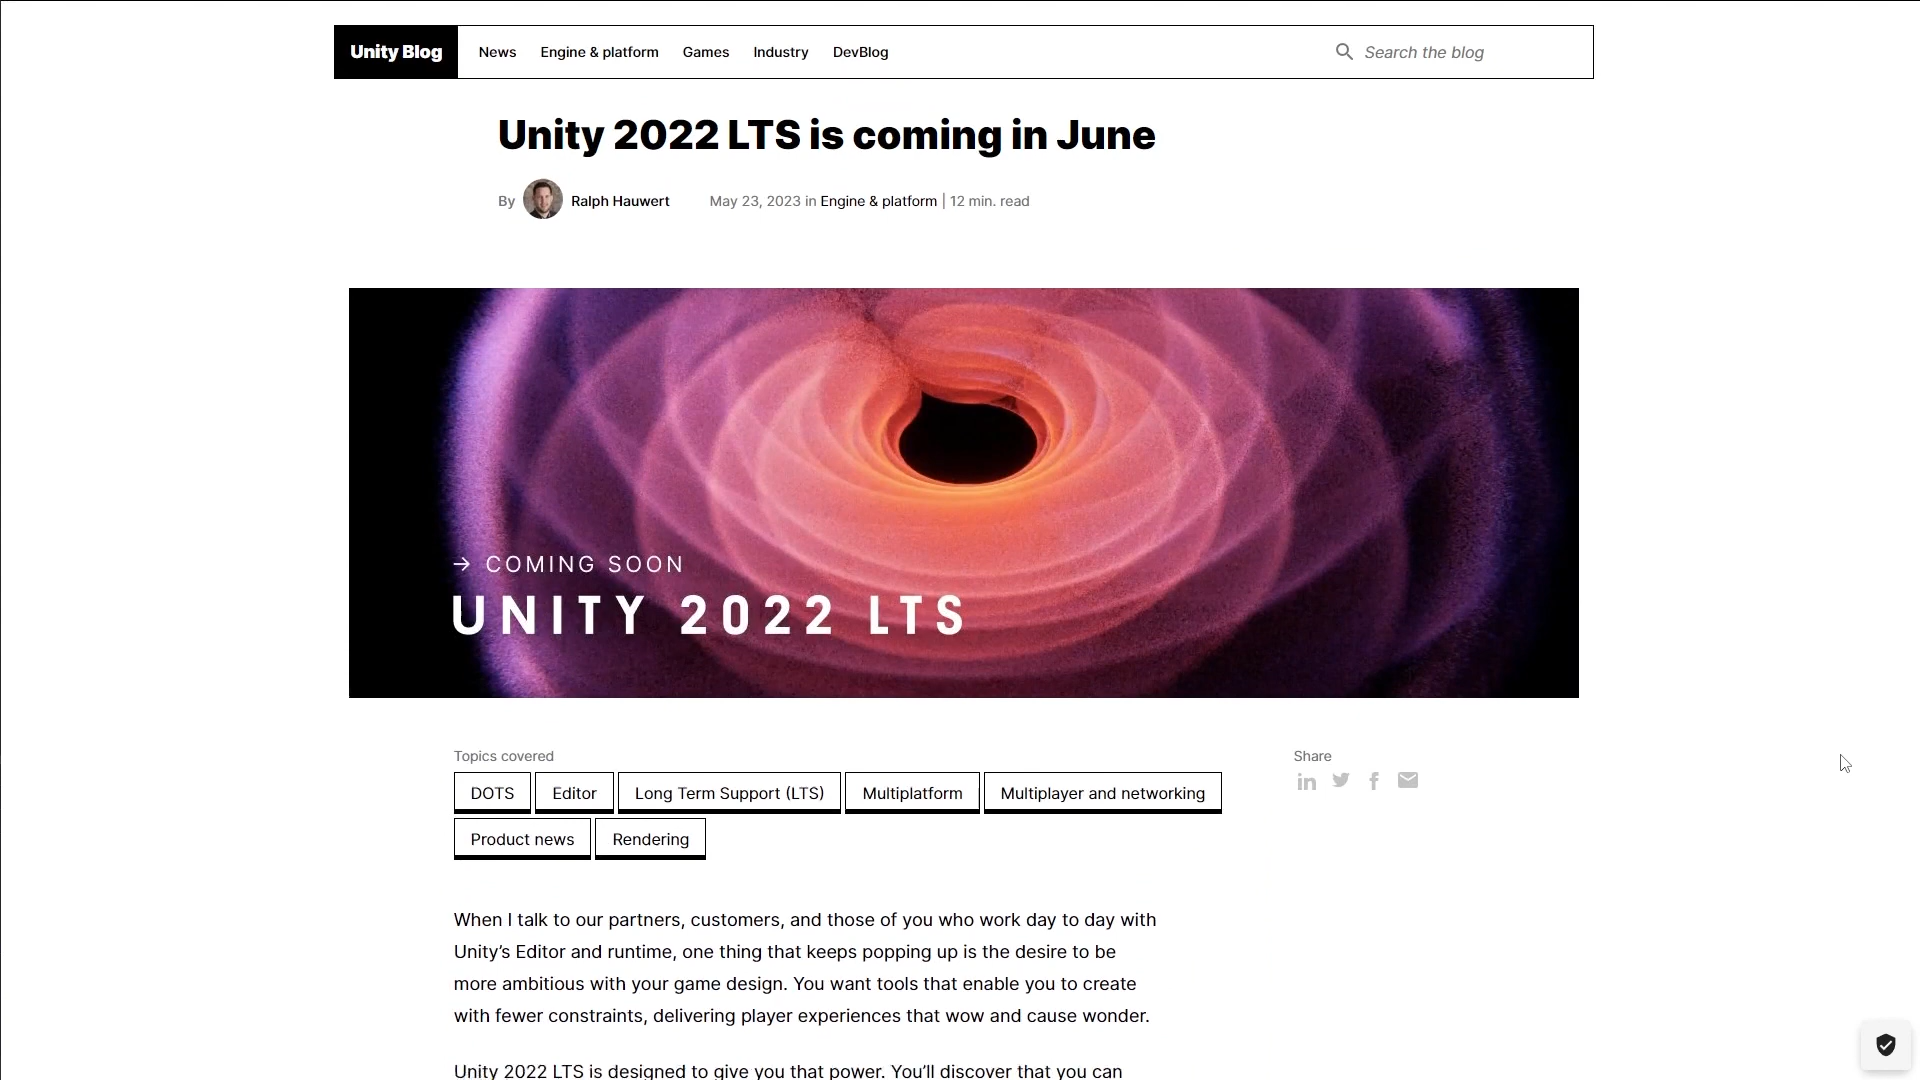 Unity Blog News Engine & platform Games Industry DevBlog Search the blog
Unity 2022 LTS is coming in June
By Ralph Hauwert May 23, 2023 in Engine & platform | 12 min. read
→ COMING SOON
UNITY 2022 LTS
Topics covered
DOTS Editor Long Term Support (LTS) Multiplatform Multiplayer and networking
Product news Rendering
Share
When I talk to our partners, customers, and those of you who work day to day with
Unity’s Editor and runtime, one thing that keeps popping up is the desire to be
more ambitious with your game design. You want tools that enable you to create
with fewer constraints, delivering player experiences that wow and cause wonder.
Unity 2022 LTS is designed to give you that power. You’ll discover that you can